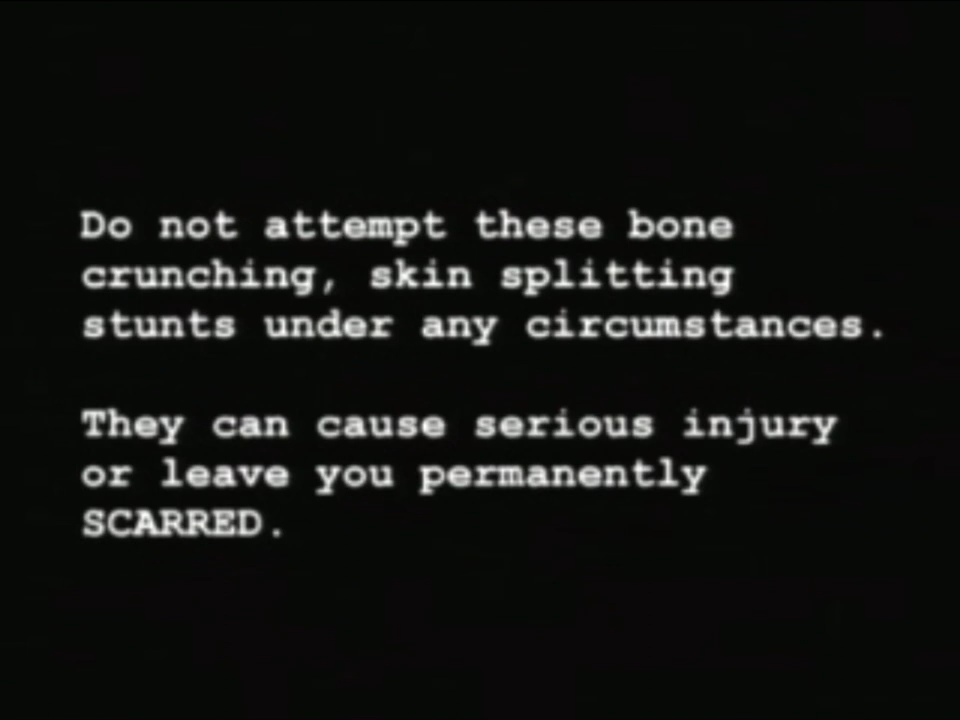 Do not attempt these bone
crunching, skin splitting
stunts under any circumstances.
They can cause serious injury
or leave you permanently
SCARRED.